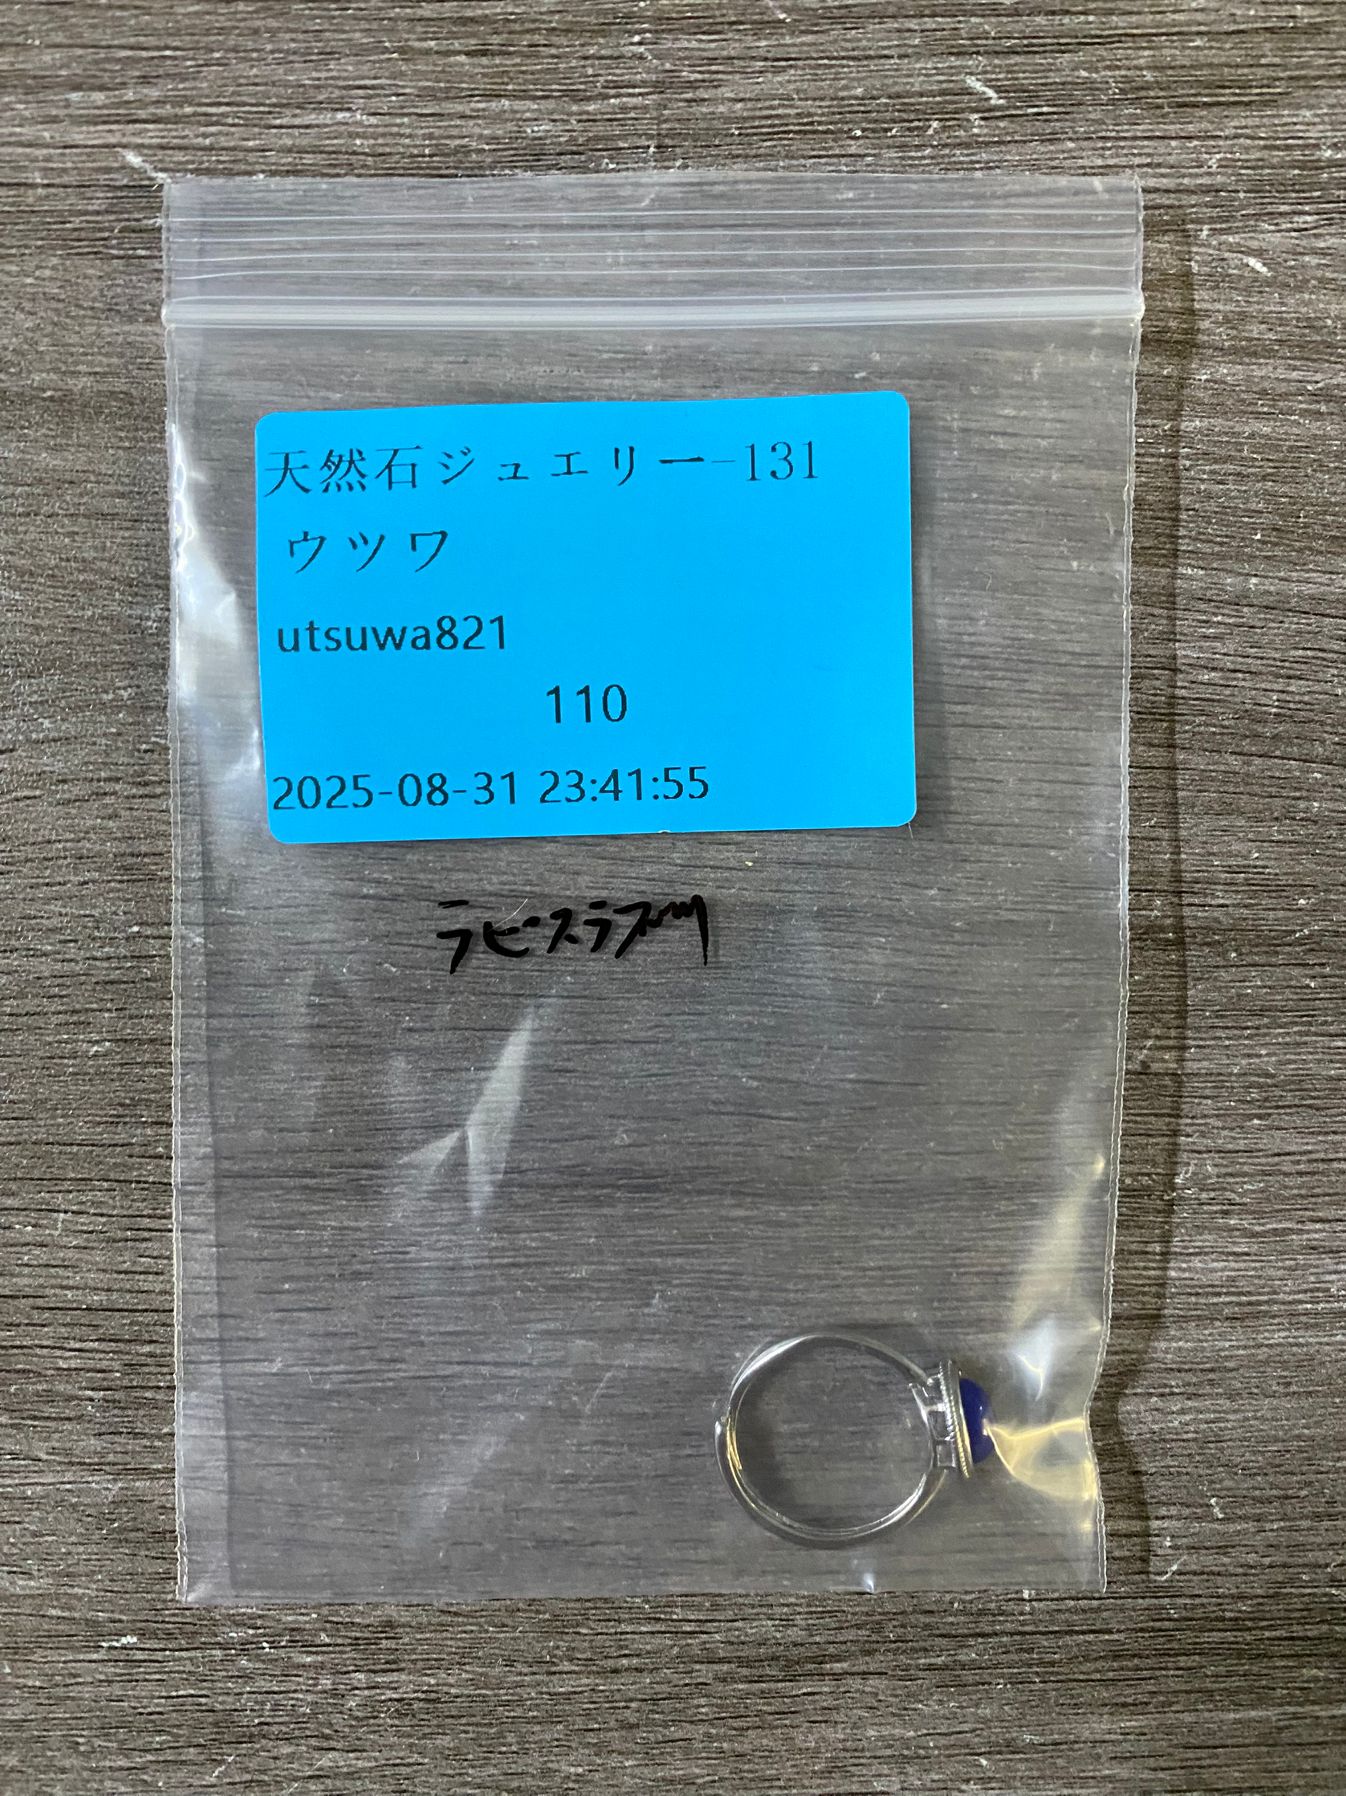 天然石ジュエリー-131
ウツワ
utsuwa821
110
2025-08-31 23:41:55
ラピスラズリ